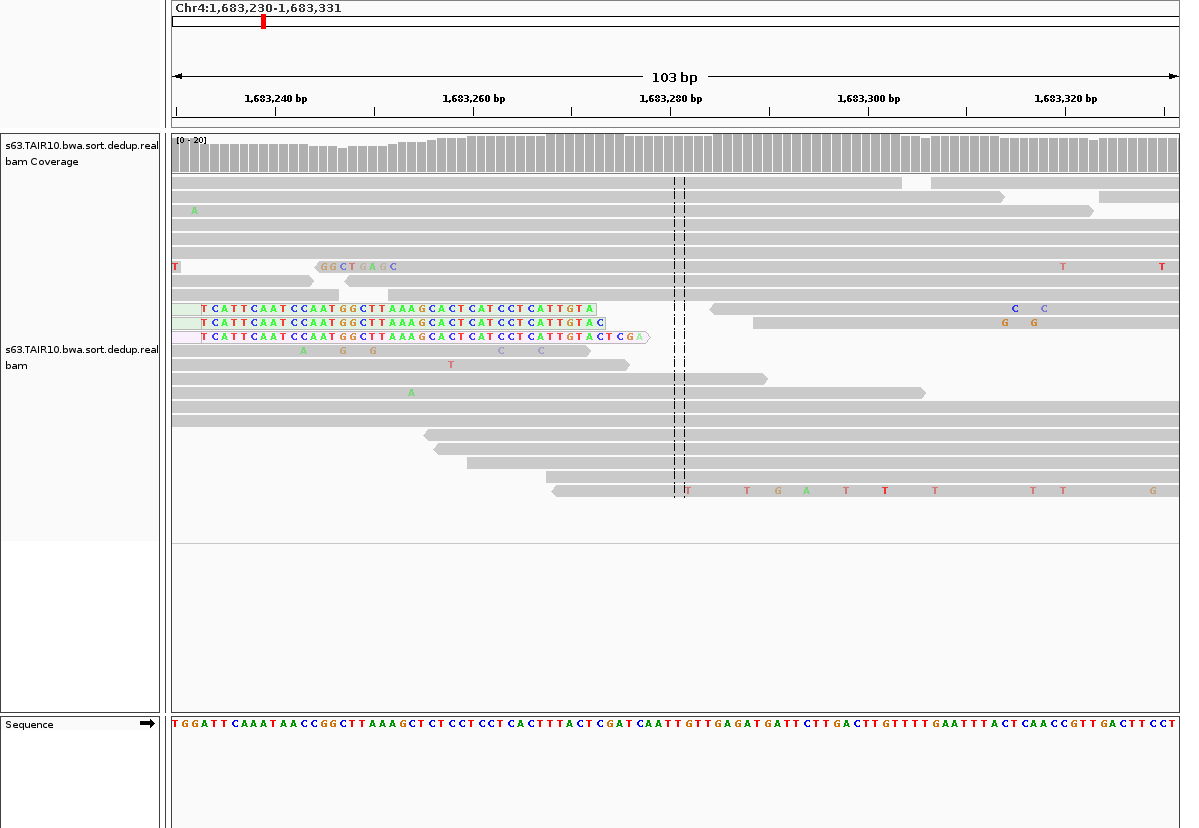 Chr4:1,683,230-1,683,331
103 bp
1,683,240 bp 1,683,260 bp 1,683,280 bp 1,683,300 bp 1,683,320 bp
s63.TAIR10.bwa.sort.dedup.real
bam Coverage
[0 - 20]
A
T GGCTGAGC T T
TCATTCAATCCAATGGCTTAAAGCACTCATCCTCATTGTA C C
TCATTCAATCCAATGGCTTAAAGCACTCATCCTCATTGTAC G G
TCATTCAATCCAATGGCTTAAAGCACTCATCCTCATTGTACTCGA
s63.TAIR10.bwa.sort.dedup.real
bam
A G G C C
T
A
T T G A T T T T T G
Sequence
TGGATTCAAATAACCGGCTTAAAGCTCTCCTCCTCACTTTACTCGATCAATTGTTGAGATGATTCTTGACTTGTTTTGAATTTACTCAACCGTTGACTTCCT